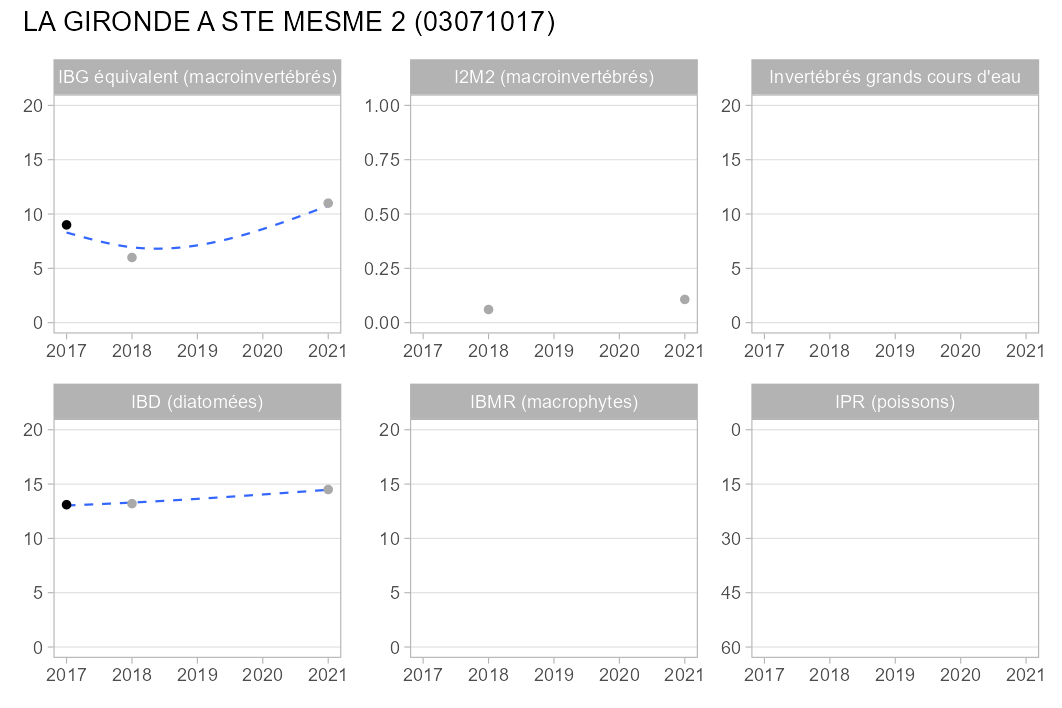 LA GIRONDE A STE MESME 2 (03071017)
IBG équivalent (macroinvertébrés)
20
15
10
5
0
2017 2018 2019 2020 2021
I2M2 (macroinvertébrés)
1.00
0.75
0.50
0.25
0.00
2017 2018 2019 2020 2021
Invertébrés grands cours d'eau
20
15
10
5
0
2017 2018 2019 2020 2021
IBD (diatomées)
20
15
10
5
0
2017 2018 2019 2020 2021
IBMR (macrophytes)
20
15
10
5
0
2017 2018 2019 2020 2021
IPR (poissons)
0
15
30
45
60
2017 2018 2019 2020 2021